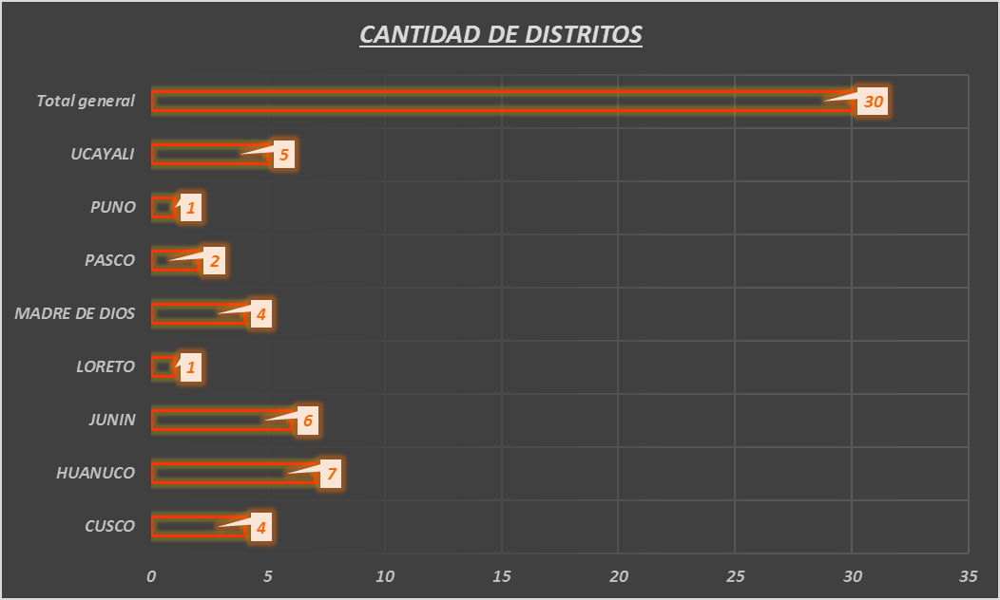 CANTIDAD DE DISTRITOS
Total general 30
UCAYALI 5
PUNO 1
PASCO 2
MADRE DE DIOS 4
LORETO 1
JUNIN 6
HUANUCO 7
CUSCO 4
0 5 10 15 20 25 30 35